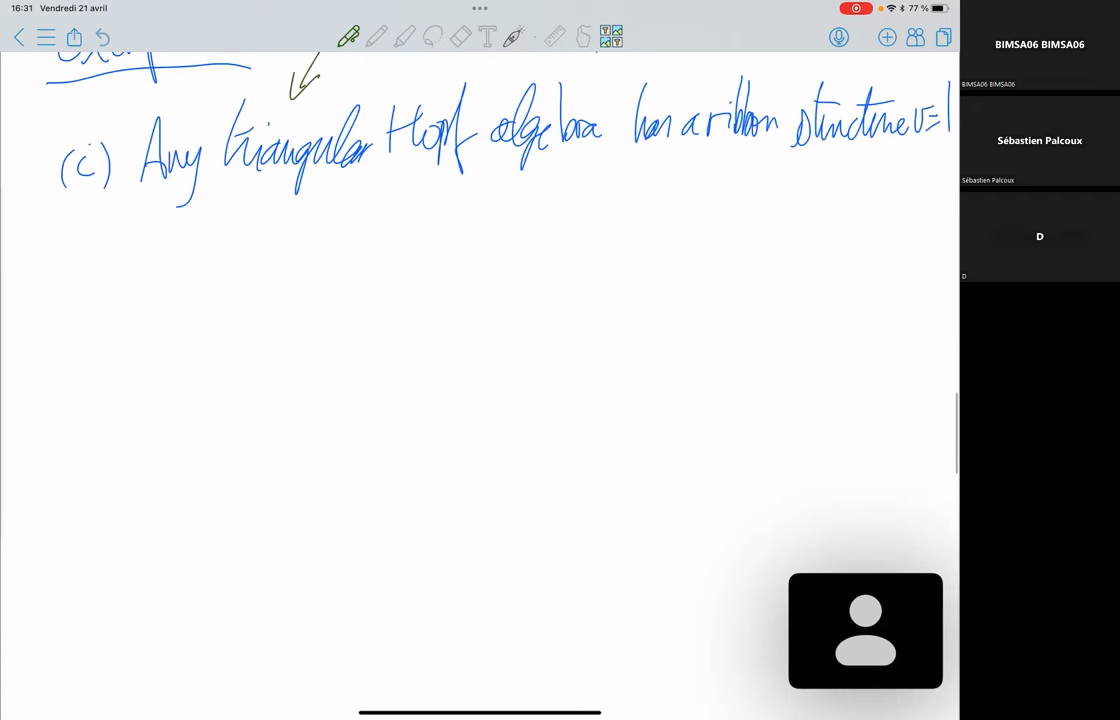 16:31 Vendredi 21 avril
77 %
BIMSA06 BIMSA06
BIMSA06 BIMSA06
(i) Any triangular Hopf algebra has a ribbon structure v=1
Sébastien Palcoux
Sébastien Palcoux
D
D